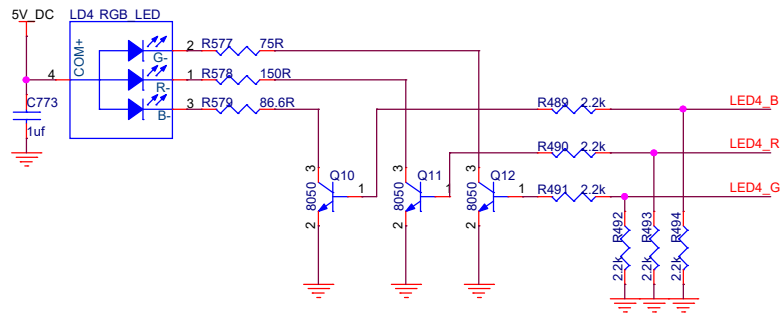 5V_DC
LD4 RGB_LED
COM+
4
G-
R-
B-
2
1
3
R577 75R
R578 150R
R579 86.6R
C773
1uf
R489 2.2k
LED4_B
R490 2.2k
LED4_R
R491 2.2k
LED4_G
3
Q10
8050
1
2
3
Q11
8050
1
2
3
Q12
8050
1
2
R492
2.2k
R493
2.2k
R494
2.2k